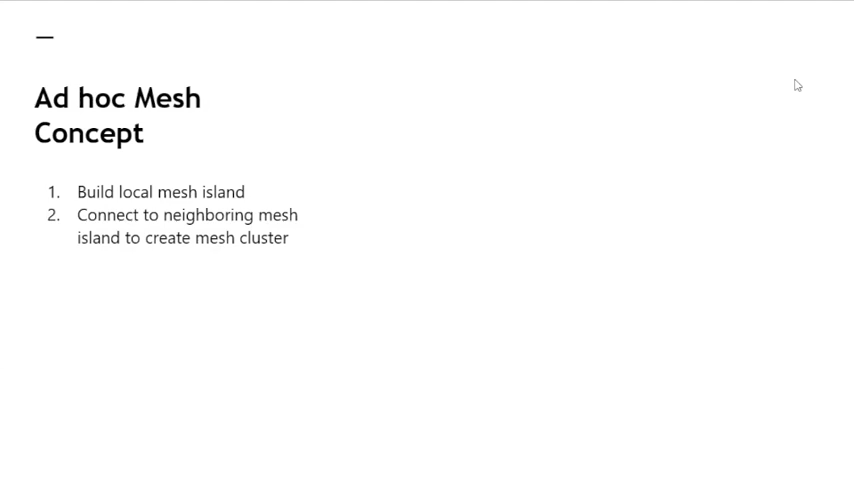 Ad hoc Mesh
Concept
1. Build local mesh island
2. Connect to neighboring mesh
island to create mesh cluster